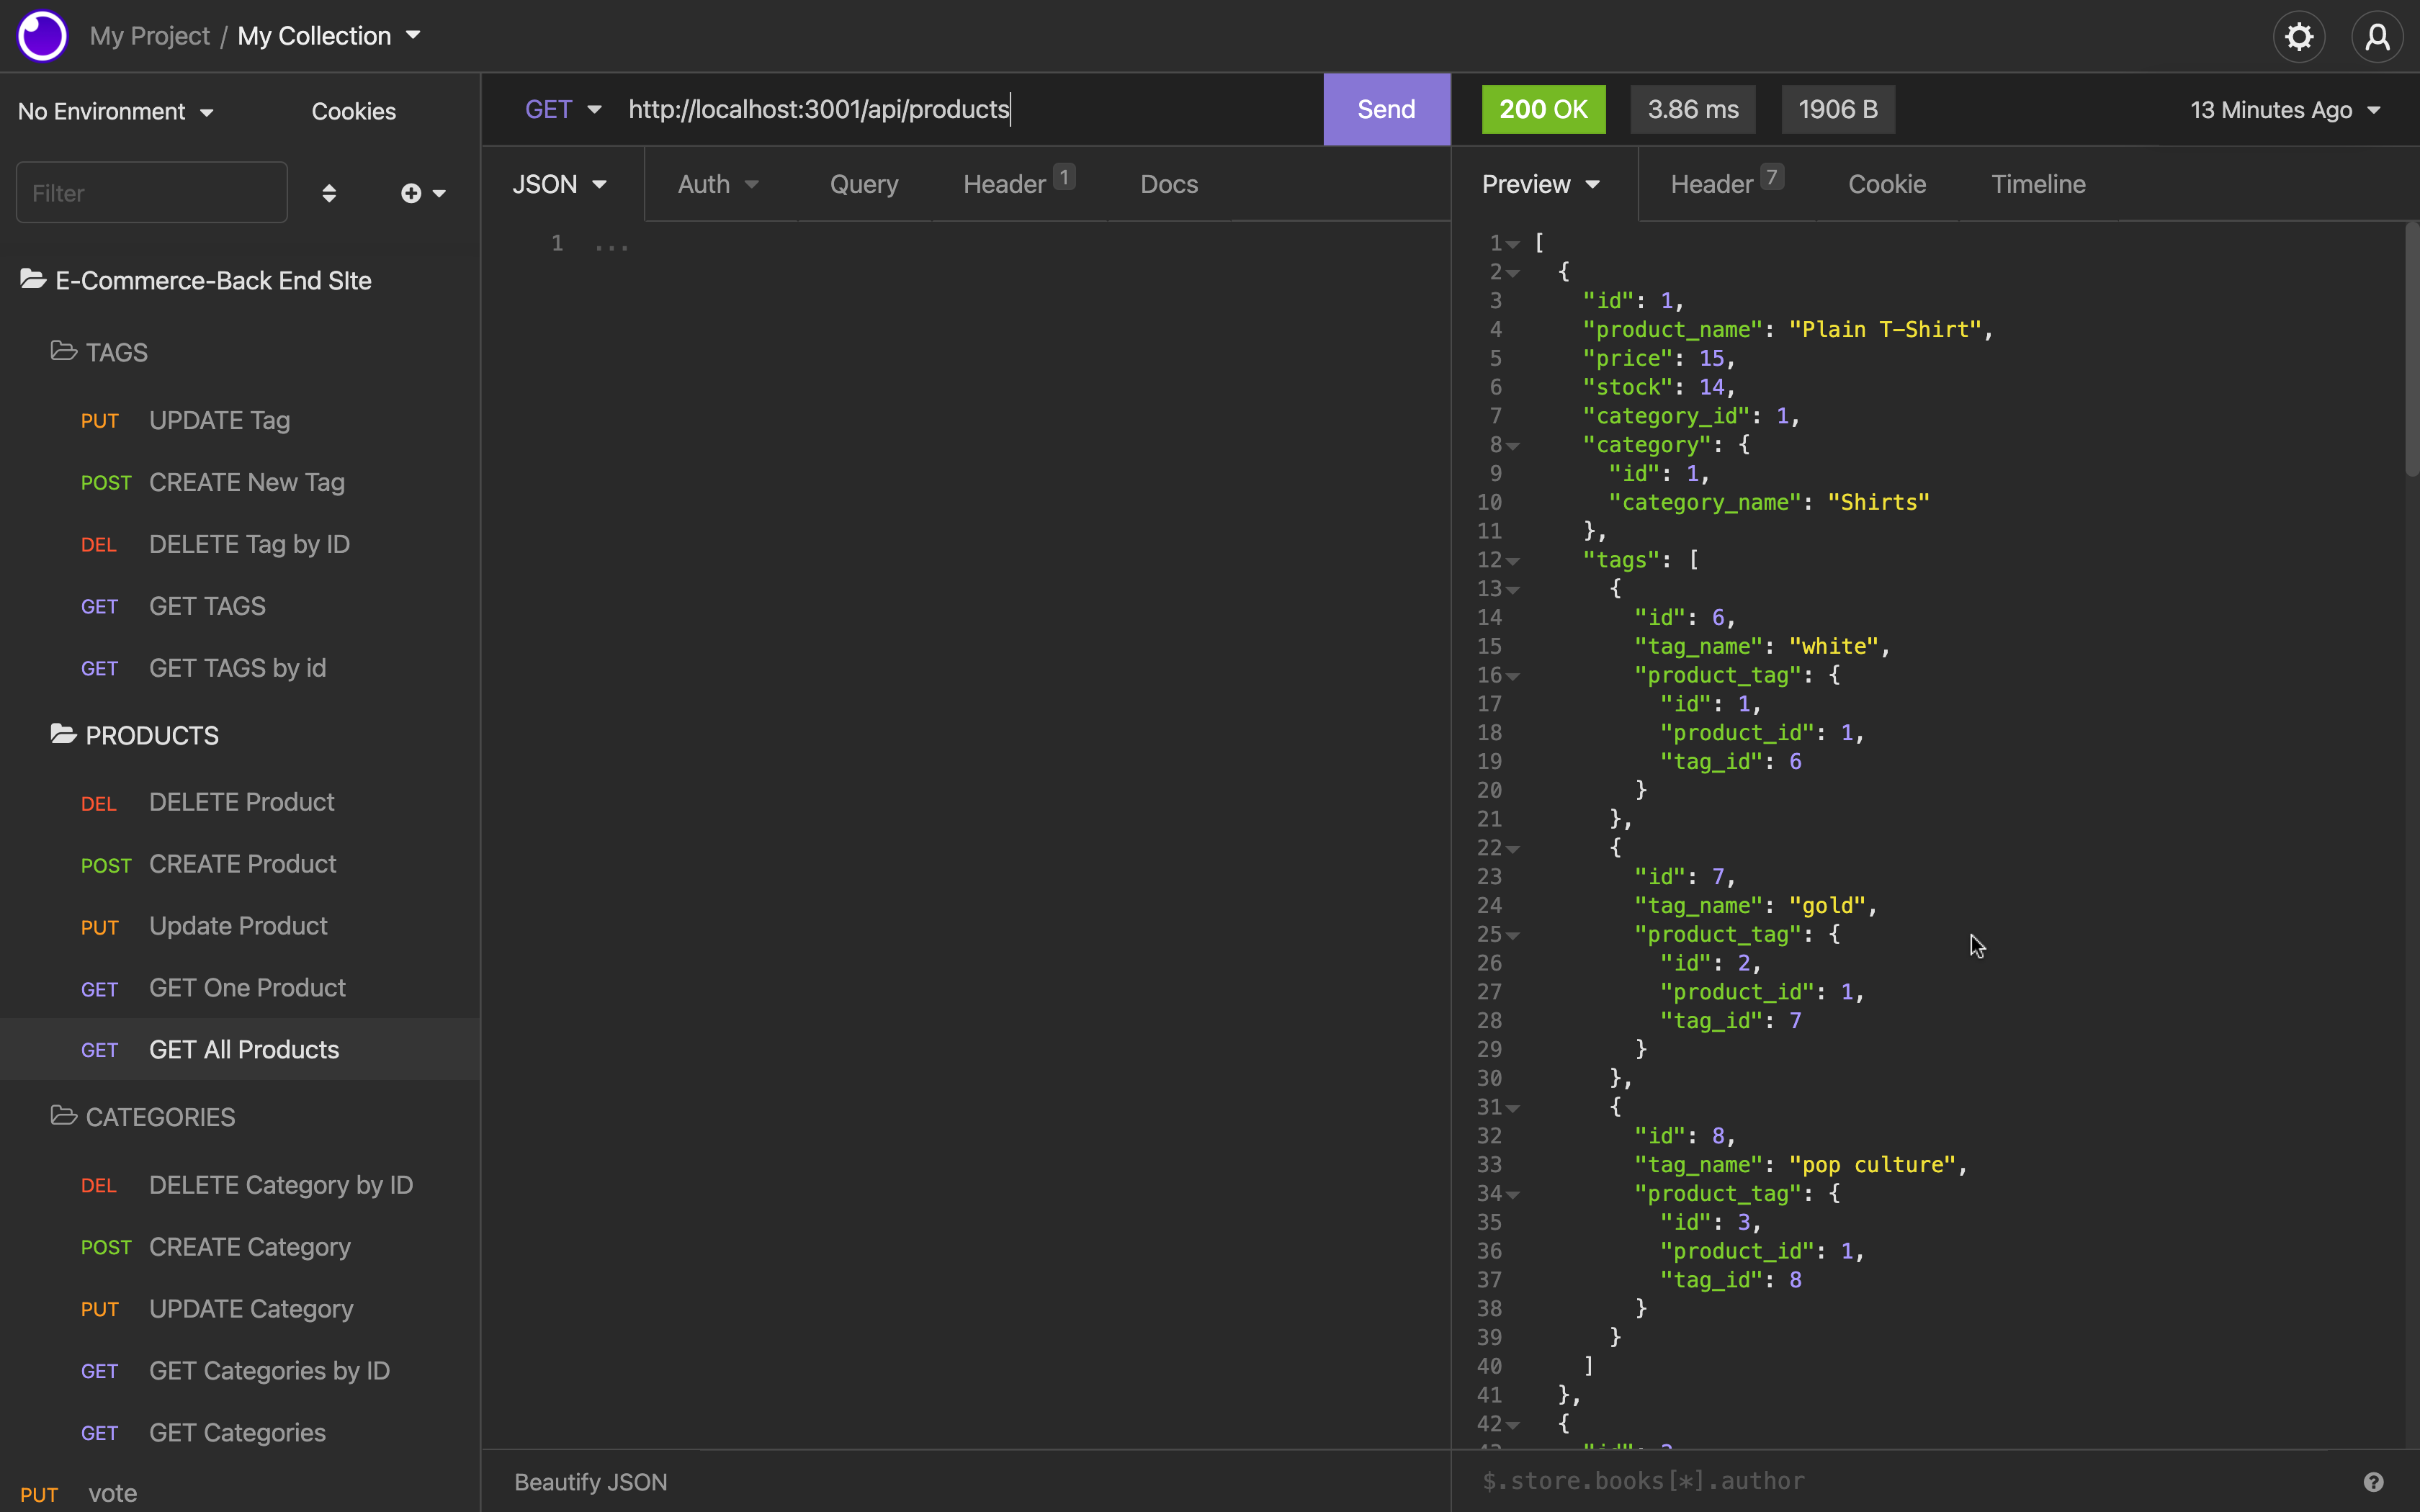 My Project / My Collection
No Environment
Cookies
Filter
E-Commerce-Back End SIte
TAGS
PUT UPDATE Tag
POST CREATE New Tag
DEL DELETE Tag by ID
GET GET TAGS
GET GET TAGS by id
PRODUCTS
DEL DELETE Product
POST CREATE Product
PUT Update Product
GET GET One Product
GET GET All Products
CATEGORIES
DEL DELETE Category by ID
POST CREATE Category
PUT UPDATE Category
GET GET Categories by ID
GET GET Categories
PUT vote
GET http://localhost:3001/api/products Send
JSON Auth Query Header 1 Docs
1 ...
Beautify JSON
200 OK 3.86 ms 1906 B 13 Minutes Ago
Preview Header 7 Cookie Timeline
1 [
2 {
3 "id": 1,
4 "product_name": "Plain T-Shirt",
5 "price": 15,
6 "stock": 14,
7 "category_id": 1,
8 "category": {
9 "id": 1,
10 "category_name": "Shirts"
11 },
12 "tags": [
13 {
14 "id": 6,
15 "tag_name": "white",
16 "product_tag": {
17 "id": 1,
18 "product_id": 1,
19 "tag_id": 6
20 }
21 },
22 {
23 "id": 7,
24 "tag_name": "gold",
25 "product_tag": {
26 "id": 2,
27 "product_id": 1,
28 "tag_id": 7
29 }
30 },
31 {
32 "id": 8,
33 "tag_name": "pop culture",
34 "product_tag": {
35 "id": 3,
36 "product_id": 1,
37 "tag_id": 8
38 }
39 }
40 ]
41 },
42 {
$.store.books[*].author